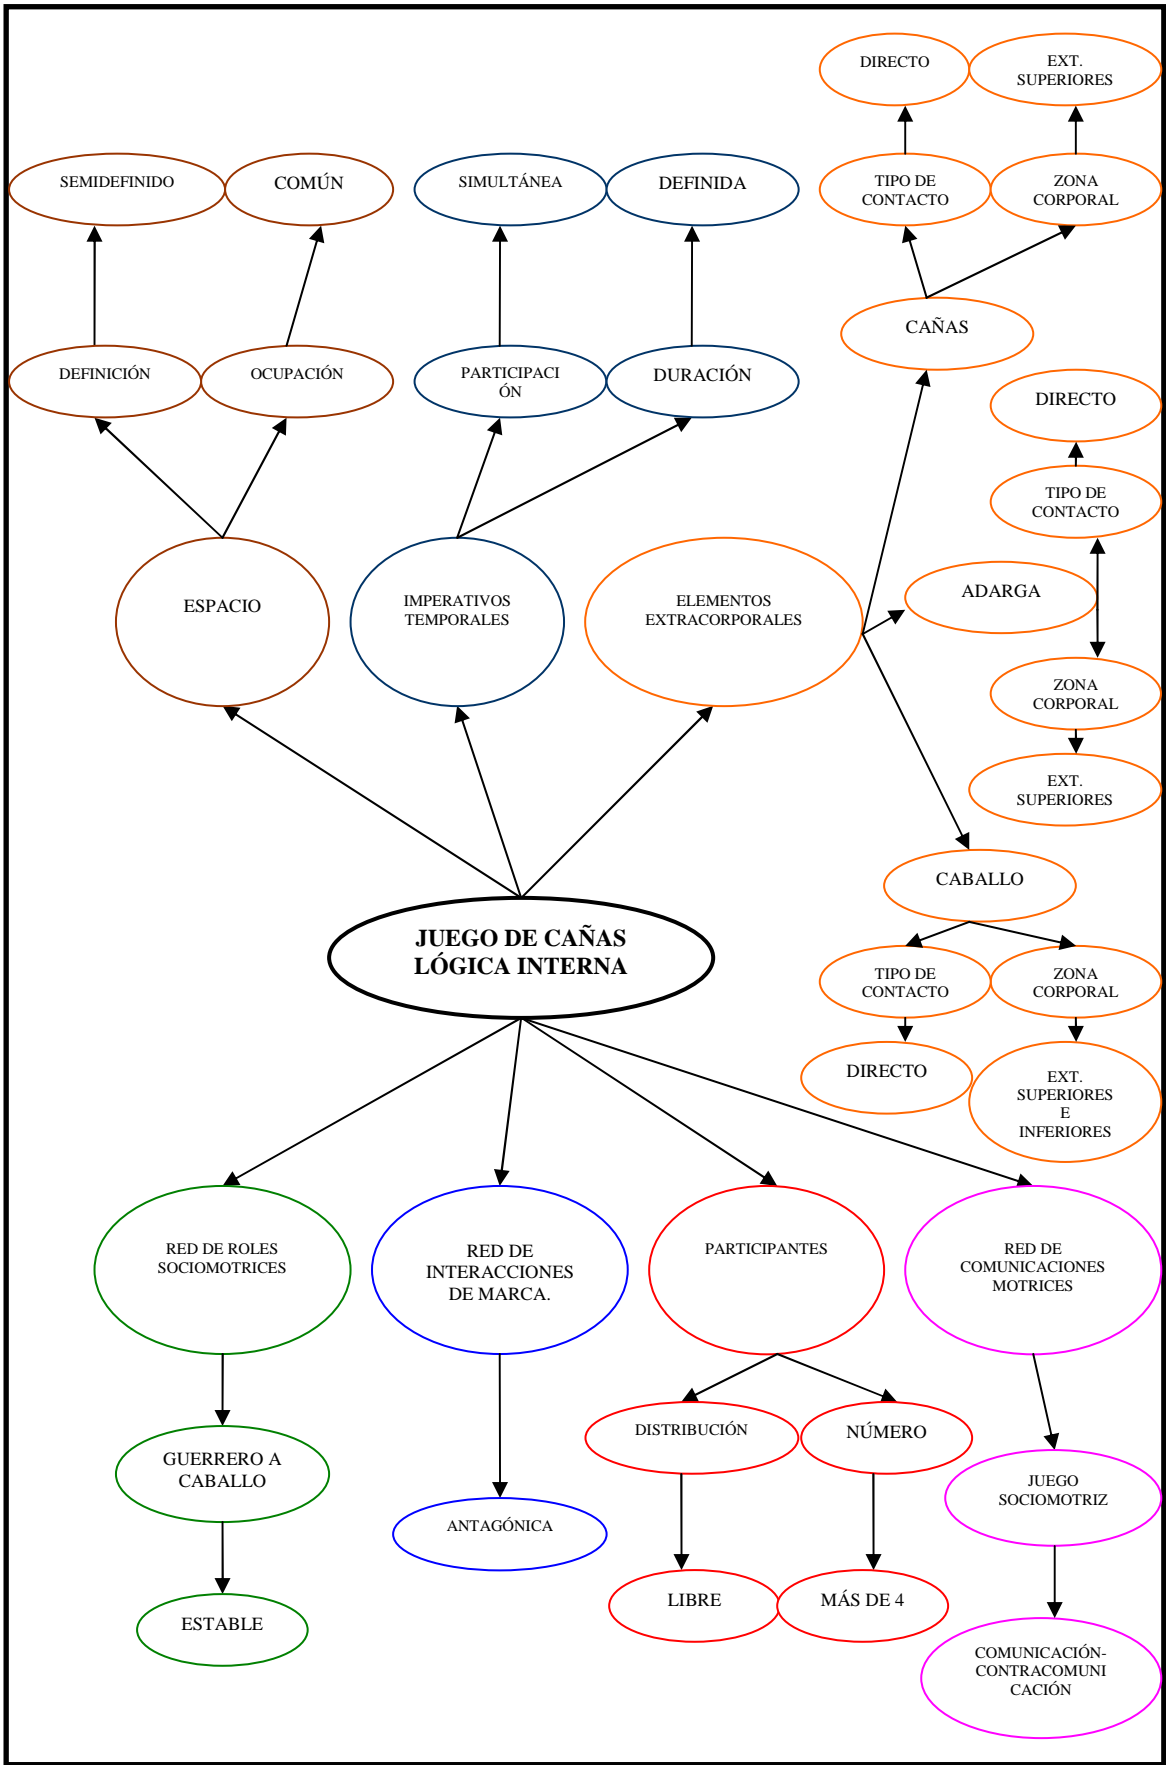 DIRECTO
EXT.
SUPERIORES
SEMIDEFINIDO
COMÚN
SIMULTÁNEA
DEFINIDA
TIPO DE
CONTACTO
ZONA
CORPORAL
CAÑAS
DEFINICIÓN
OCUPACIÓN
PARTICIPACI
ÓN
DURACIÓN
DIRECTO
TIPO DE
CONTACTO
ESPACIO
IMPERATIVOS
TEMPORALES
ELEMENTOS
EXTRACORPORALES
ADARGA
ZONA
CORPORAL
EXT.
SUPERIORES
CABALLO
JUEGO DE CAÑAS
LÓGICA INTERNA
TIPO DE
CONTACTO
ZONA
CORPORAL
DIRECTO
EXT.
SUPERIORES
E
INFERIORES
RED DE ROLES
SOCIOMOTRICES
RED DE
INTERACCIONES
DE MARCA.
PARTICIPANTES
RED DE
COMUNICACIONES
MOTRICES
GUERRERO A
CABALLO
DISTRIBUCIÓN
NÚMERO
JUEGO
SOCIOMOTRIZ
ANTAGÓNICA
ESTABLE
LIBRE
MÁS DE 4
COMUNICACIÓN-
CONTRACOMUNI
CACIÓN